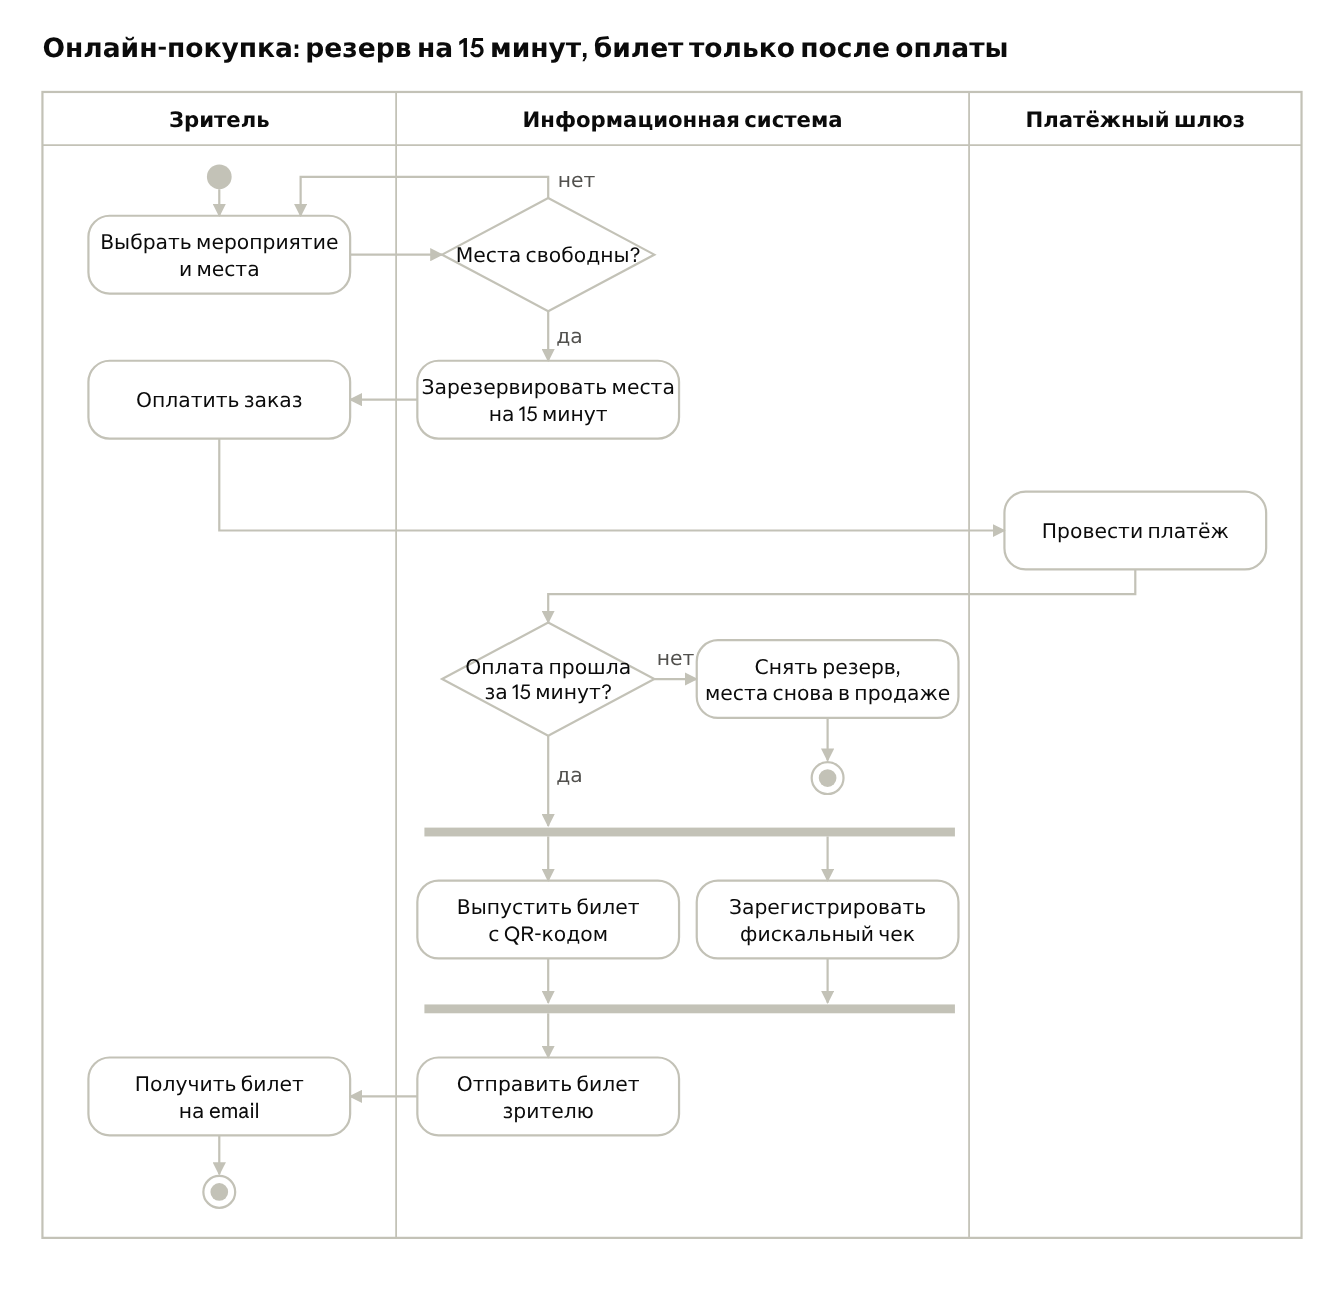 Онлайн-покупка: резерв на 15 минут, билет только после оплаты
Зритель
Информационная система
Платёжный шлюз
нет
Выбрать мероприятие
и места
Места свободны?
да
Оплатить заказ
Зарезервировать места
на 15 минут
Провести платёж
Оплата прошла
за 15 минут?
нет
Снять резерв,
места снова в продаже
да
Выпустить билет
с QR-кодом
Зарегистрировать
фискальный чек
Получить билет
на email
Отправить билет
зрителю